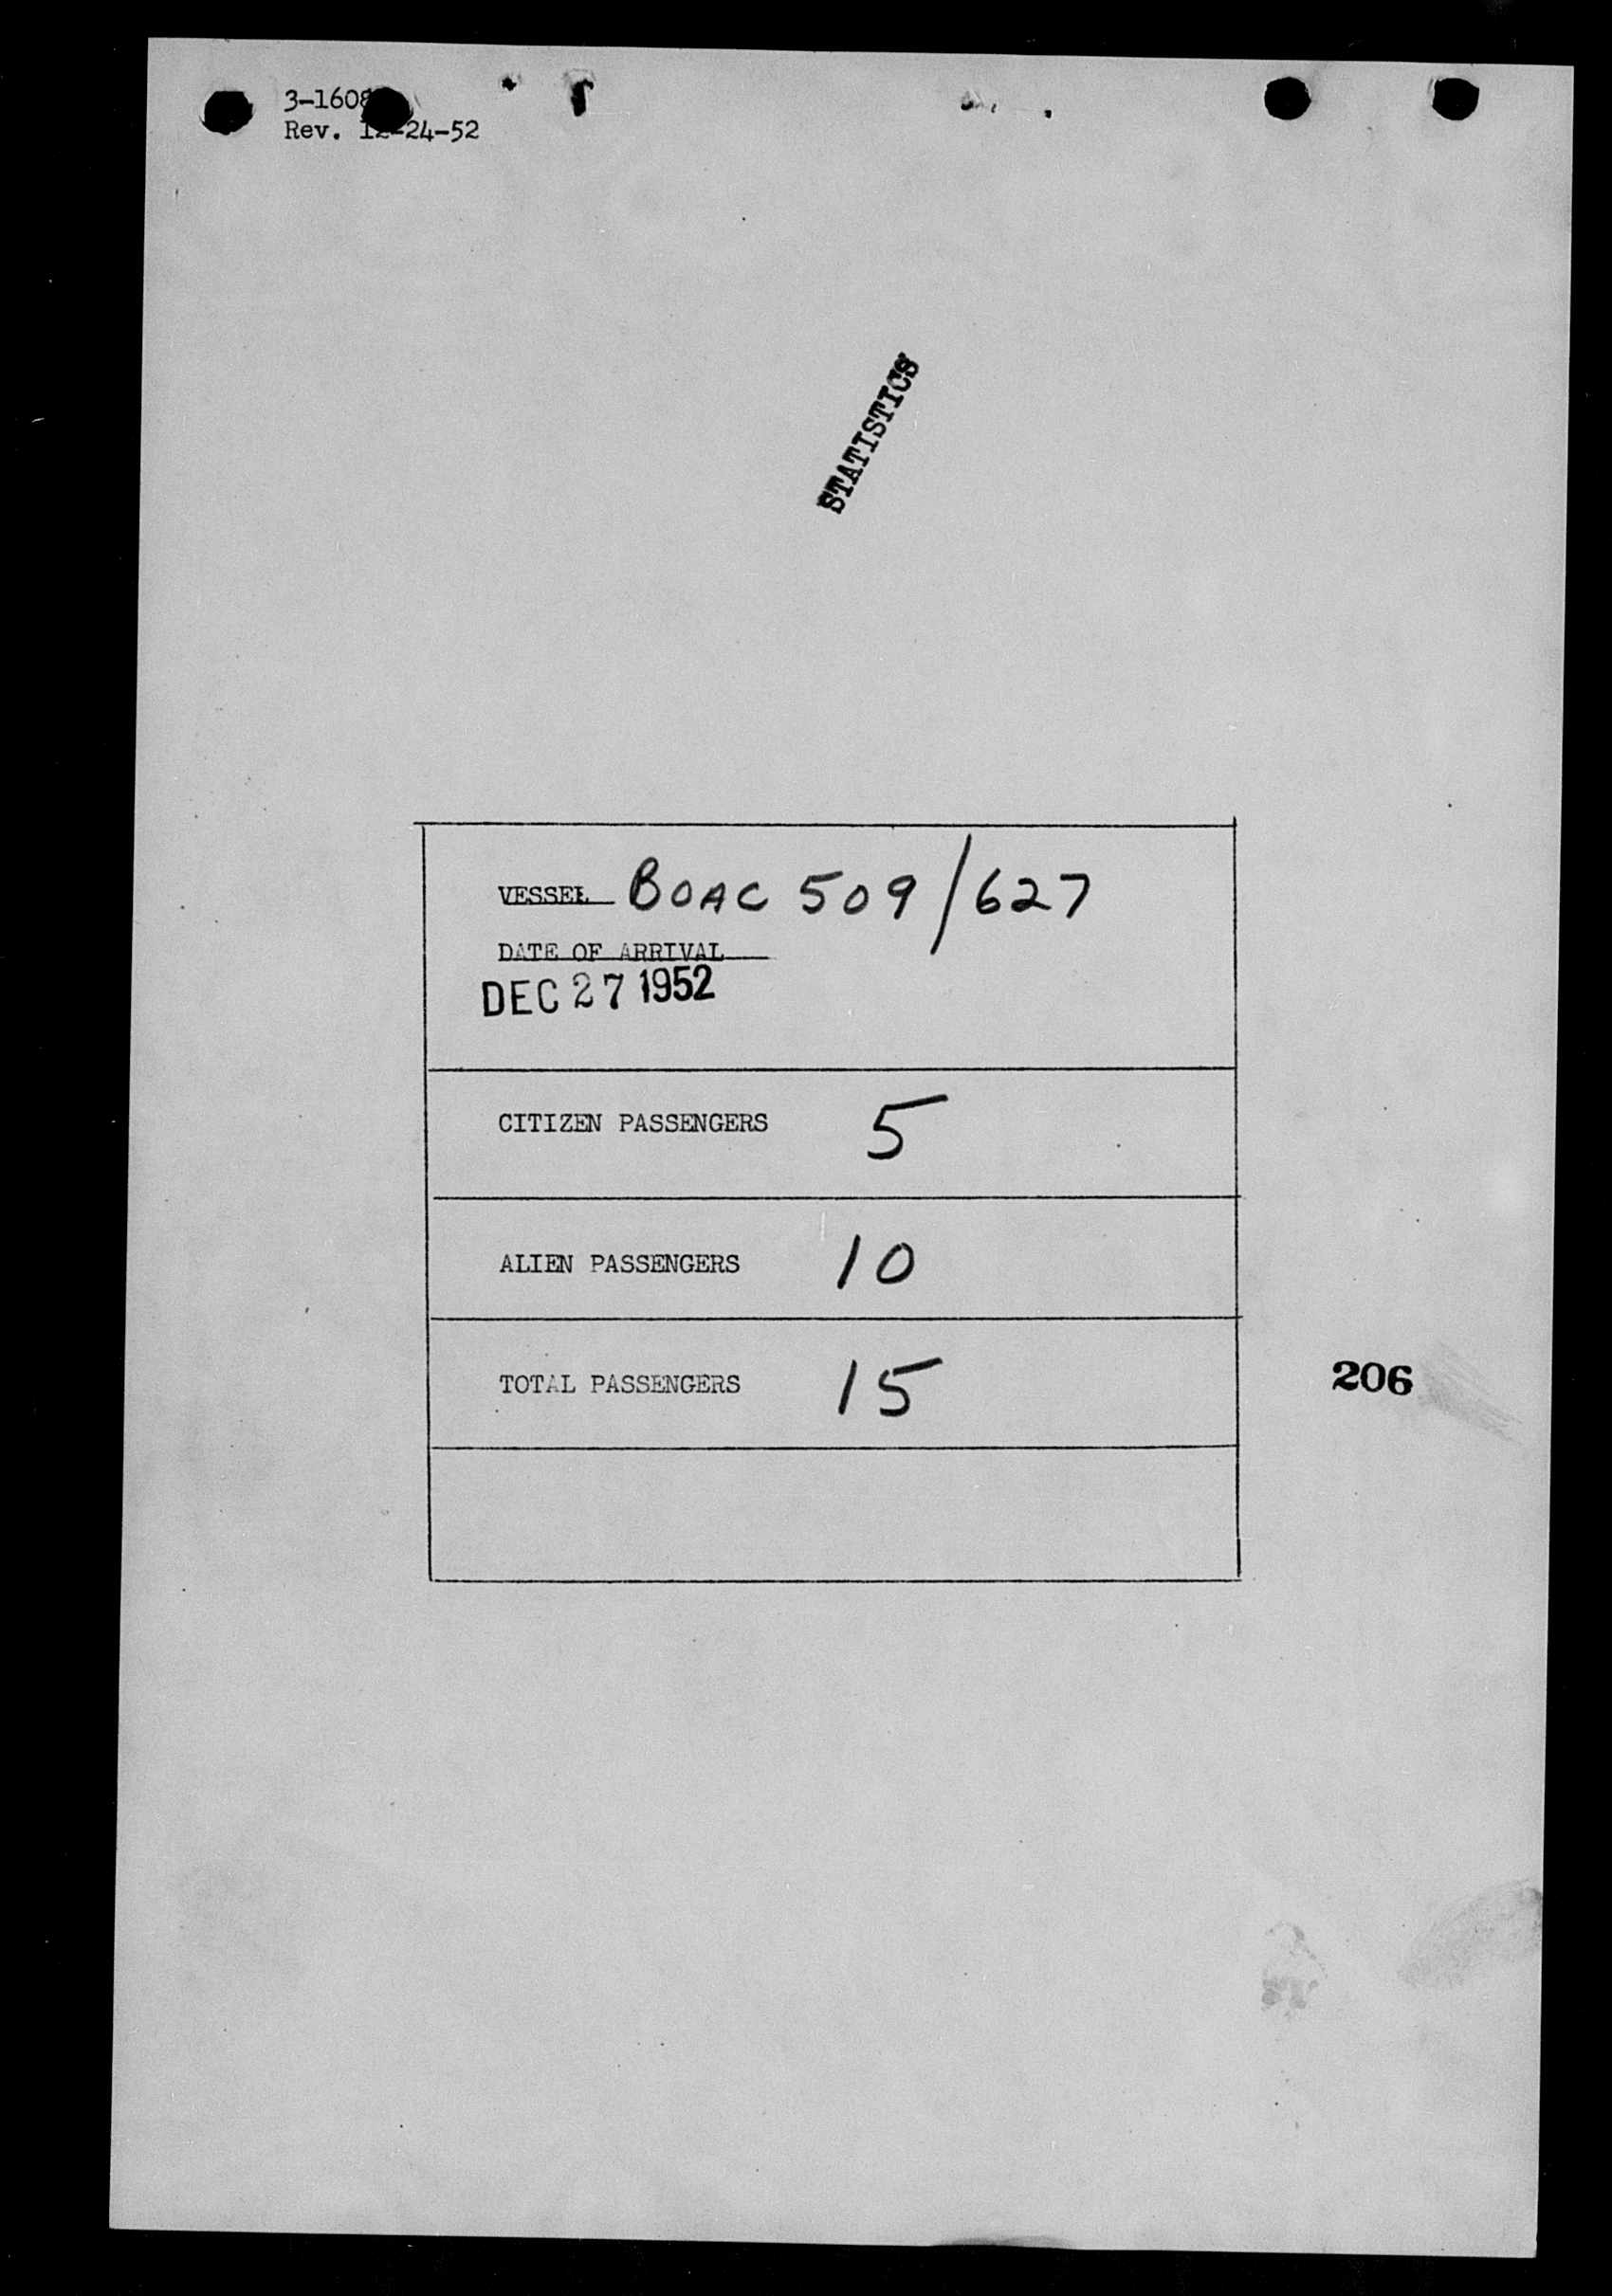 3-1608
Rev. 12-24-52
STATISTICS
VESSEL BOAC 509/627
DATE OF ARRIVAL
DEC 27 1952
CITIZEN PASSENGERS 5
ALIEN PASSENGERS 10
TOTAL PASSENGERS 15
206